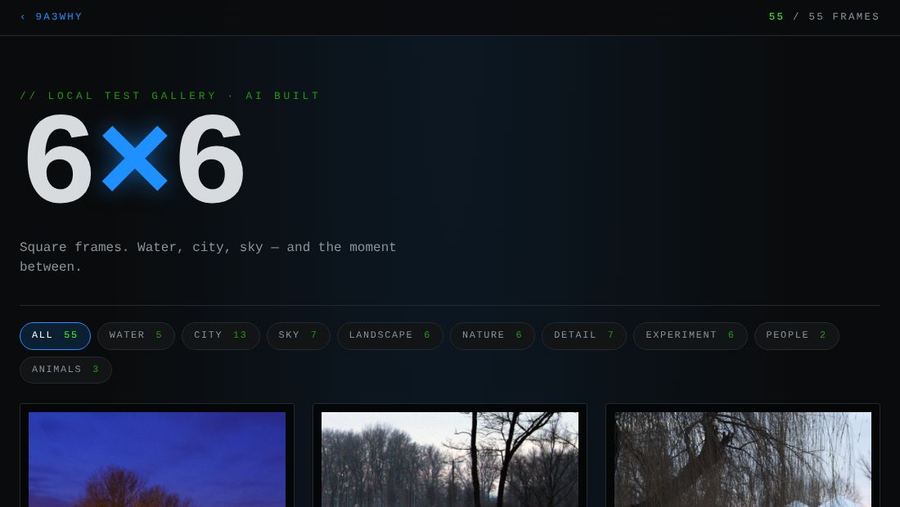 ‹ 9A3WHY
55 / 55 FRAMES
// LOCAL TEST GALLERY · AI BUILT
6×6
Square frames. Water, city, sky — and the moment
between.
ALL 55 WATER 5 CITY 13 SKY 7 LANDSCAPE 6 NATURE 6 DETAIL 7 EXPERIMENT 6 PEOPLE 2
ANIMALS 3